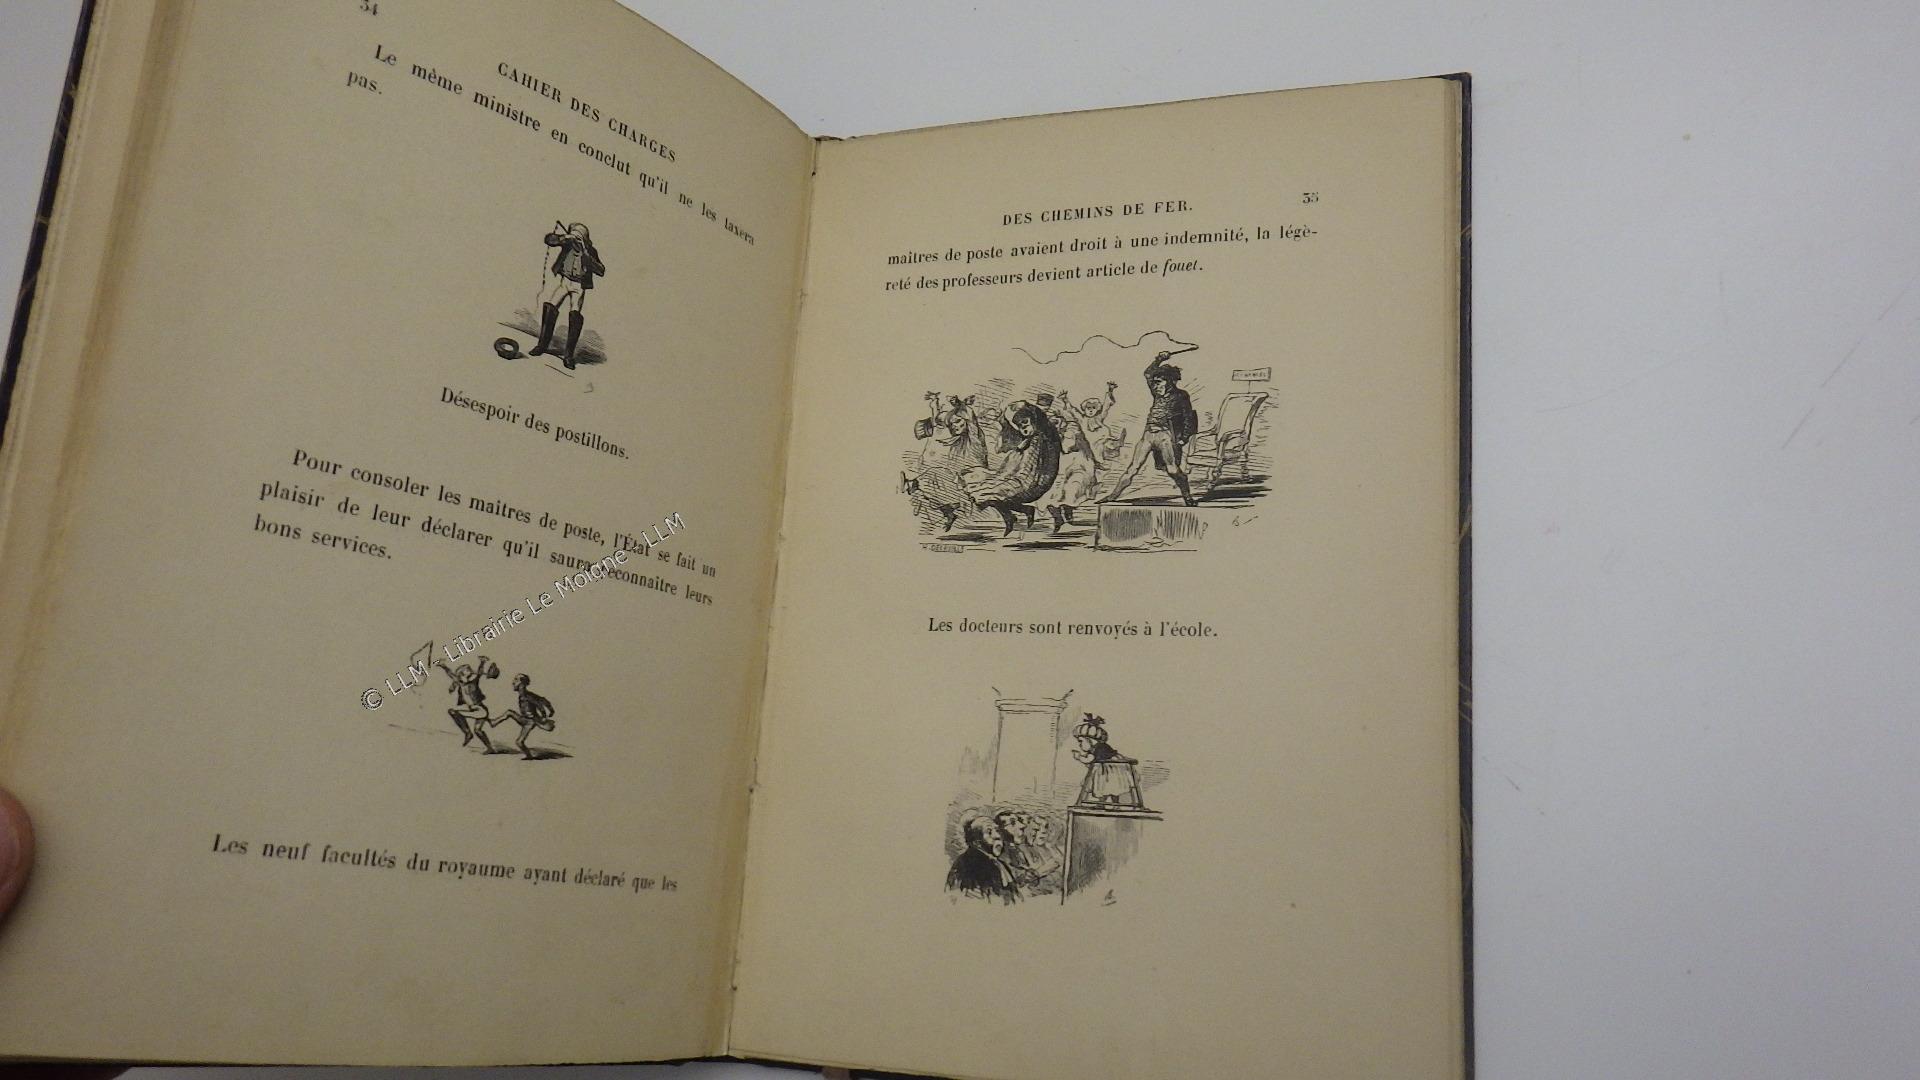 34
CAHIER DES CHARGES
Le même ministre en conclut qu'il ne les taxera
pas.
Désespoir des postillons.
Pour consoler les maîtres de poste, l'État se fait un
plaisir de leur déclarer qu'il saura reconnaître leurs
bons services.
Les neuf facultés du royaume ayant déclaré que les
DES CHEMINS DE FER.
35
maîtres de poste avaient droit à une indemnité, la légè-
reté des professeurs devient article de fouet.
Les docteurs sont renvoyés à l'école.
© LLM - Librairie Le Moigne - LLM